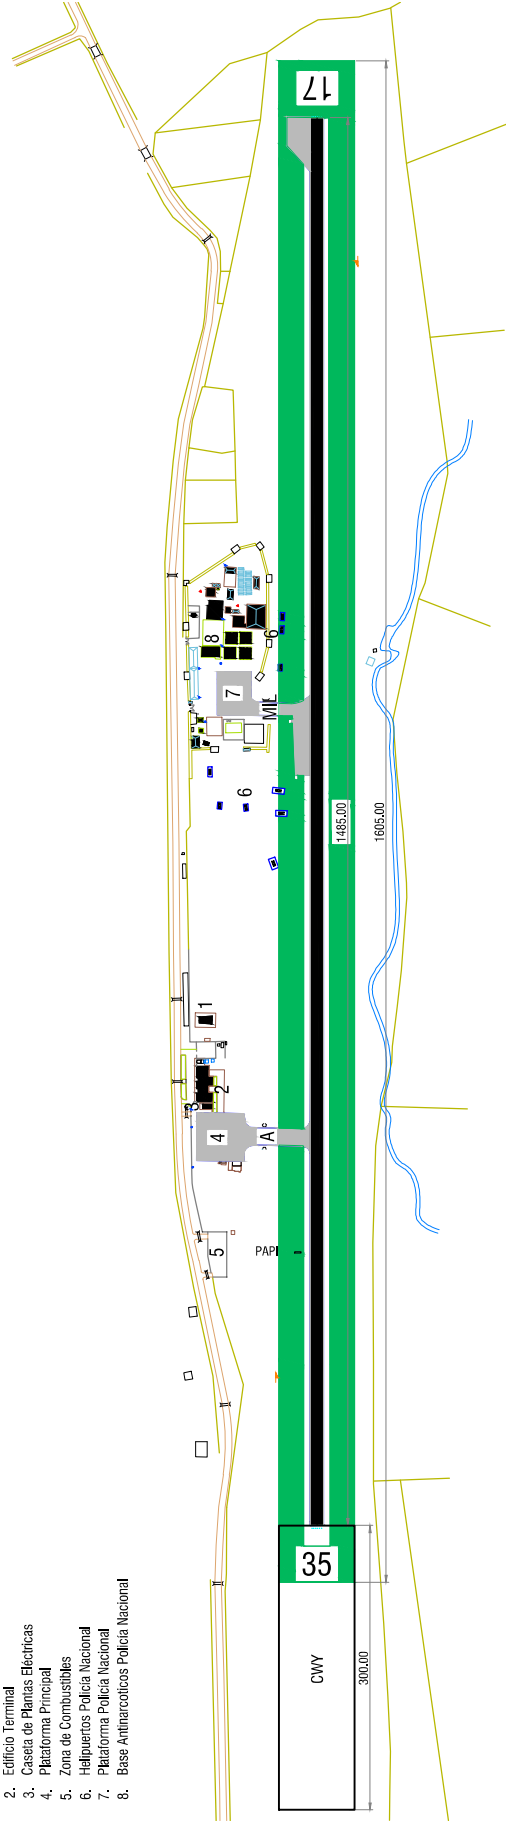 17
8
6
7
MIL
6
1485.00
1605.00
1
3
2
4
A
5
PAPI
35
CWY
300.00
2. Edificio Terminal
3. Caseta de Plantas Eléctricas
4. Plataforma Principal
5. Zona de Combustibles
6. Helipuertos Policía Nacional
7. Plataforma Policía Nacional
8. Base Antinarcoticos Policía Nacional